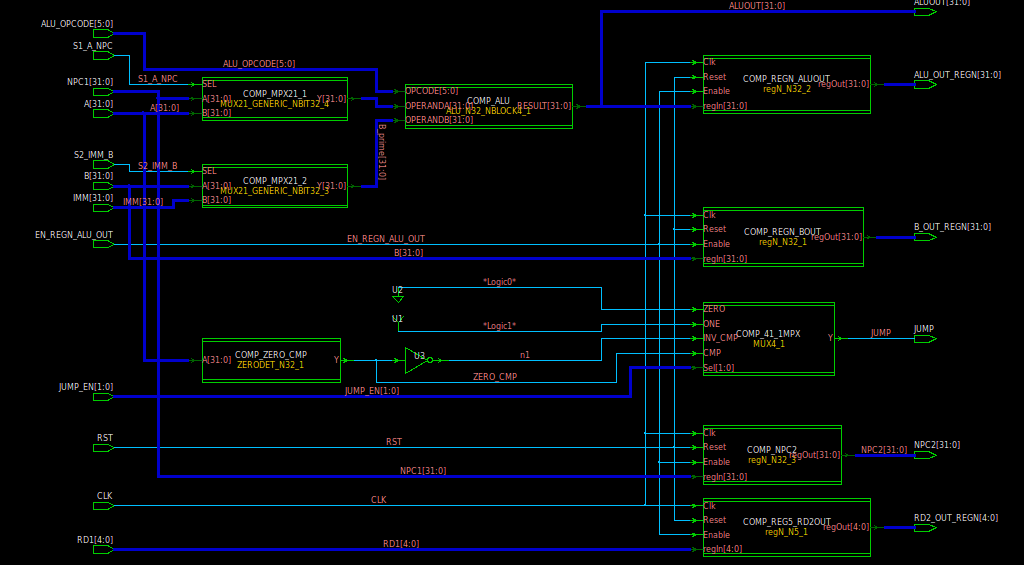 ALUOUT[31:0]
ALUOUT[31:0]
ALU_OPCODE[5:0]
S1_A_NPC
ALU_OPCODE[5:0]
Clk
Reset
Enable
regIn[31:0]
COMP_REGN_ALUOUT
regN_N32_2
regOut[31:0]
ALU_OUT_REGN[31:0]
NPC1[31:0]
S1_A_NPC
SEL
A[31:0]
B[31:0]
COMP_MPX21_1
MUX21_GENERIC_NBIT32_4
Y[31:0]
OPCODE[5:0]
OPERANDA[31:0]
OPERANDB[31:0]
COMP_ALU
ALU_N32_NBLOCK4_1
RESULT[31:0]
A[31:0]
A[31:0]
B_prime[31:0]
S2_IMM_B
S2_IMM_B
B[31:0]
SEL
A[31:0]
B[31:0]
COMP_MPX21_2
MUX21_GENERIC_NBIT32_3
Y[31:0]
IMM[31:0]
IMM[31:0]
EN_REGN_ALU_OUT
EN_REGN_ALU_OUT
B[31:0]
Clk
Reset
Enable
regIn[31:0]
COMP_REGN_BOUT
regN_N32_1
regOut[31:0]
B_OUT_REGN[31:0]
U2
*Logic0*
U1
*Logic1*
ZERO
ONE
INV_CMP
CMP
Sel[1:0]
COMP_41_1MPX
MUX4_1
Y
JUMP
JUMP
A[31:0]
COMP_ZERO_CMP
ZERODET_N32_1
Y
U3
n1
ZERO_CMP
JUMP_EN[1:0]
JUMP_EN[1:0]
RST
RST
Clk
Reset
Enable
regIn[31:0]
COMP_NPC2
regN_N32_3
regOut[31:0]
NPC2[31:0]
NPC2[31:0]
NPC1[31:0]
CLK
CLK
Clk
Reset
Enable
regIn[4:0]
COMP_REG5_RD2OUT
regN_N5_1
regOut[4:0]
RD2_OUT_REGN[4:0]
RD1[4:0]
RD1[4:0]